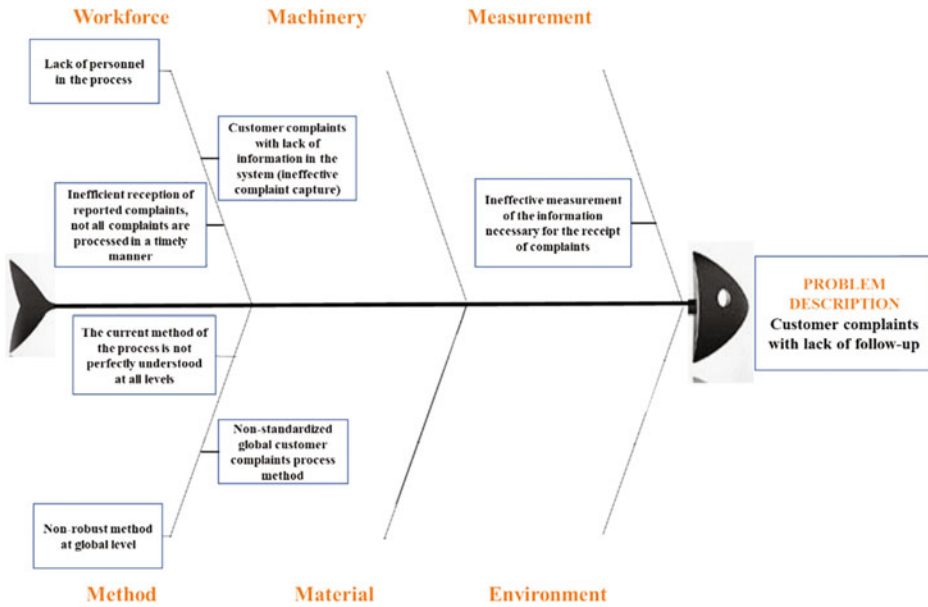 Workforce
Machinery
Measurement
Lack of personnel
in the process
Customer complaints
with lack of
information in the
system (ineffective
complaint capture)
Inefficient reception of
reported complaints,
not all complaints are
processed in a timely
manner
Ineffective measurement
of the information
necessary for the receipt
of complaints
PROBLEM
DESCRIPTION
Customer complaints
with lack of follow-up
The current method of
the process is not
perfectly understood
at all levels
Non-standardized
global customer
complaints process
method
Non-robust method
at global level
Method
Material
Environment